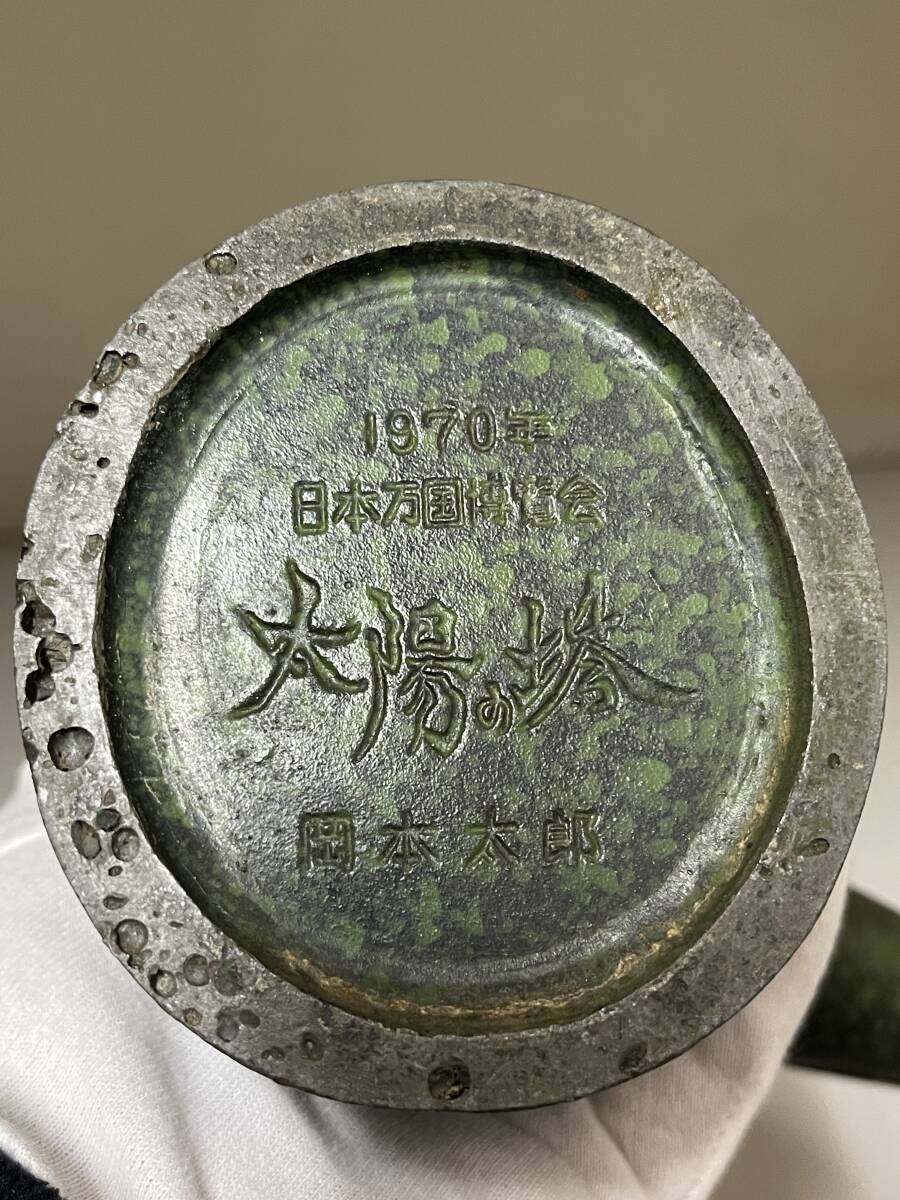 1970年
日本万国博覧会
太陽の塔
岡本太郎